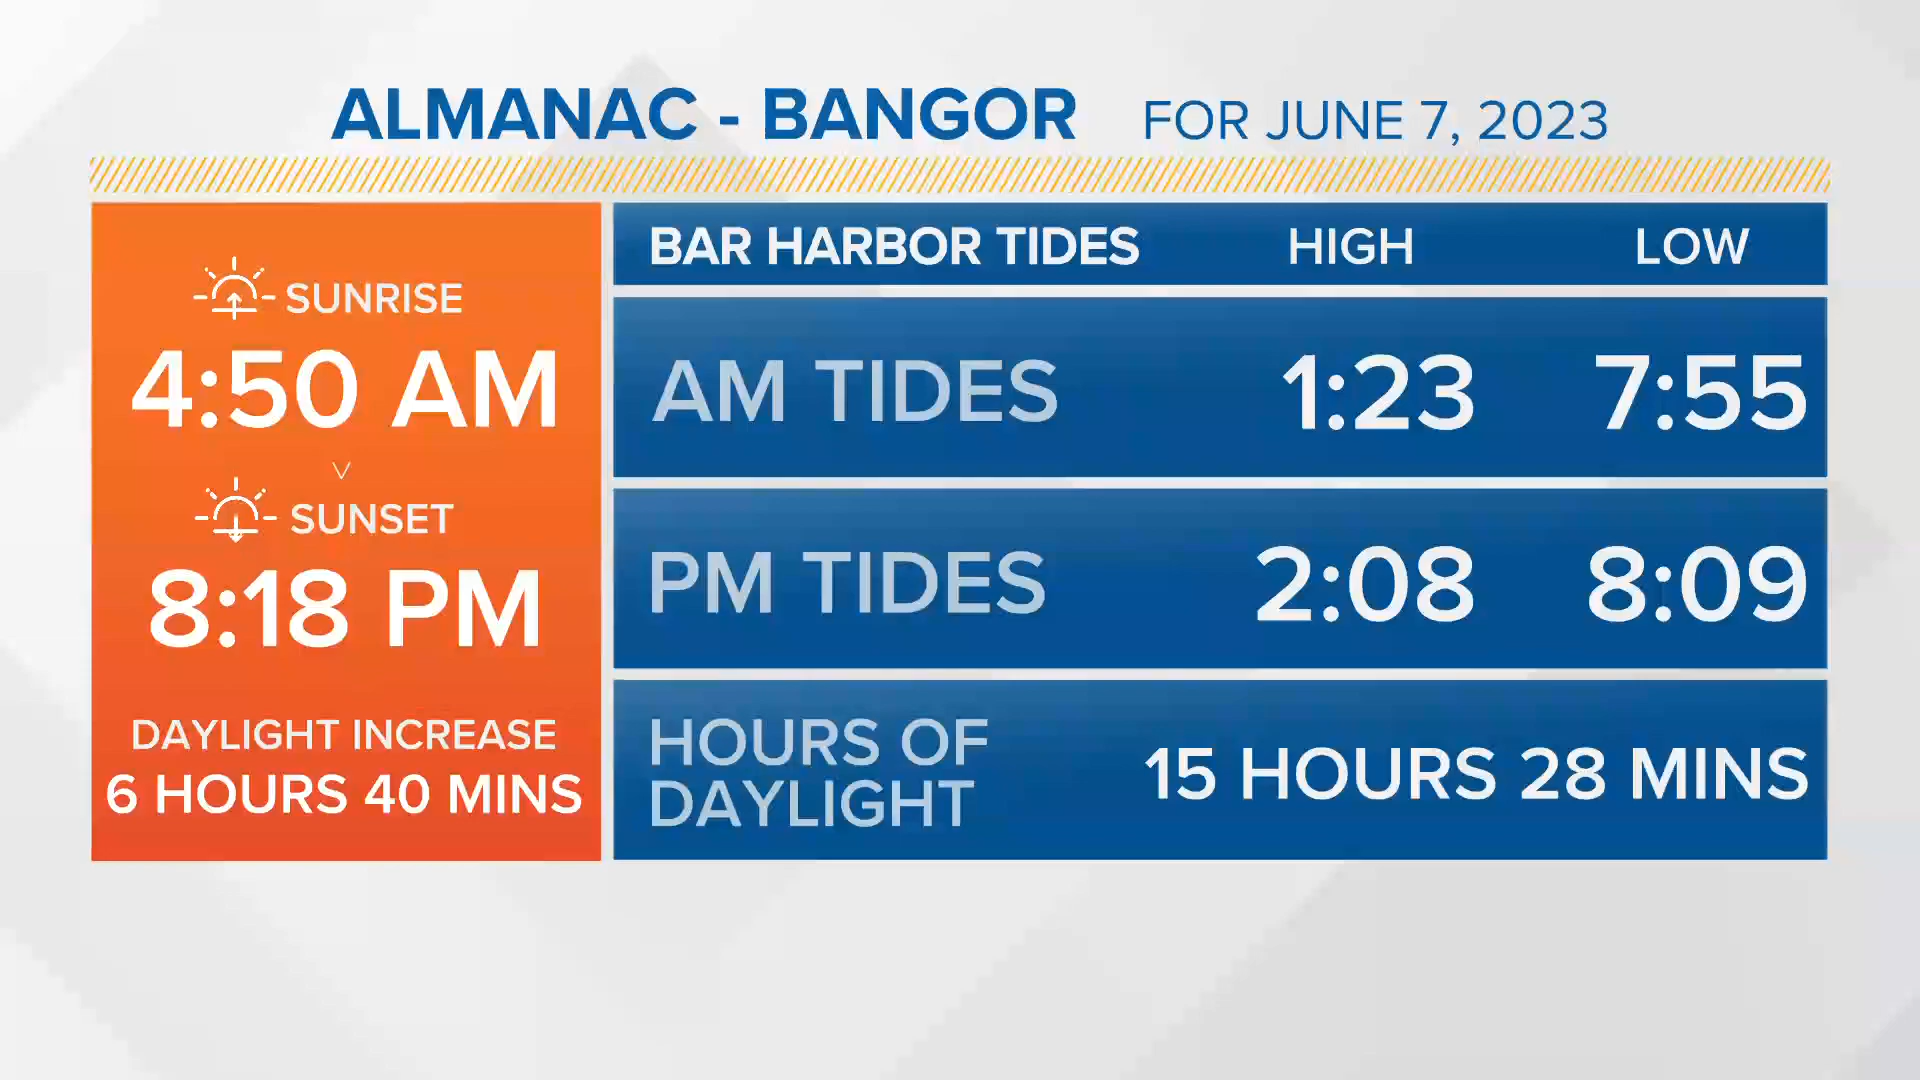 ALMANAC - BANGOR FOR JUNE 7, 2023
SUNRISE
4:50 AM
SUNSET
8:18 PM
DAYLIGHT INCREASE
6 HOURS 40 MINS
BAR HARBOR TIDES HIGH LOW
AM TIDES 1:23 7:55
PM TIDES 2:08 8:09
HOURS OF
DAYLIGHT
15 HOURS 28 MINS